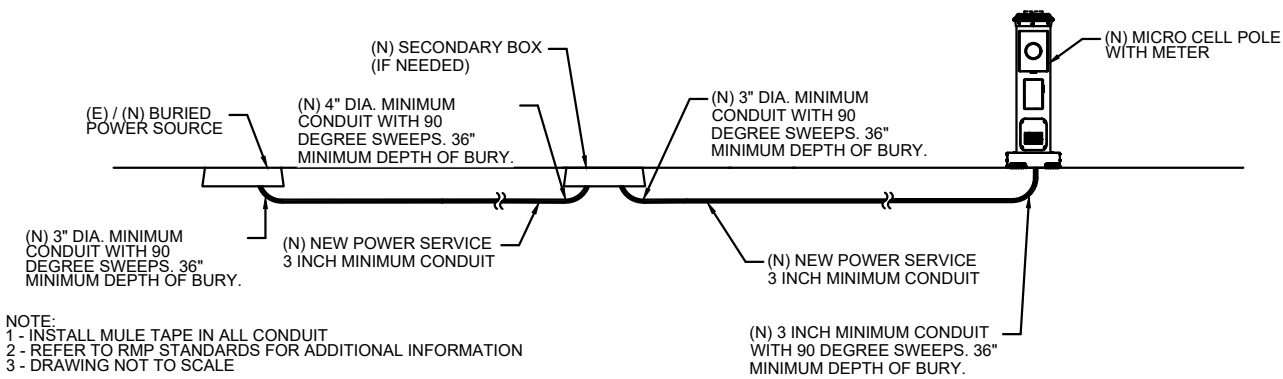 (N) SECONDARY BOX
(IF NEEDED)
(N) MICRO CELL POLE
WITH METER
(E) / (N) BURIED
POWER SOURCE
(N) 4" DIA. MINIMUM
CONDUIT WITH 90
DEGREE SWEEPS. 36"
MINIMUM DEPTH OF BURY.
(N) 3" DIA. MINIMUM
CONDUIT WITH 90
DEGREE SWEEPS. 36"
MINIMUM DEPTH OF BURY.
(N) 3" DIA. MINIMUM
CONDUIT WITH 90
DEGREE SWEEPS. 36"
MINIMUM DEPTH OF BURY.
(N) NEW POWER SERVICE
3 INCH MINIMUM CONDUIT
(N) NEW POWER SERVICE
3 INCH MINIMUM CONDUIT
(N) 3 INCH MINIMUM CONDUIT
WITH 90 DEGREE SWEEPS. 36"
MINIMUM DEPTH OF BURY.
NOTE:
1 - INSTALL MULE TAPE IN ALL CONDUIT
2 - REFER TO RMP STANDARDS FOR ADDITIONAL INFORMATION
3 - DRAWING NOT TO SCALE